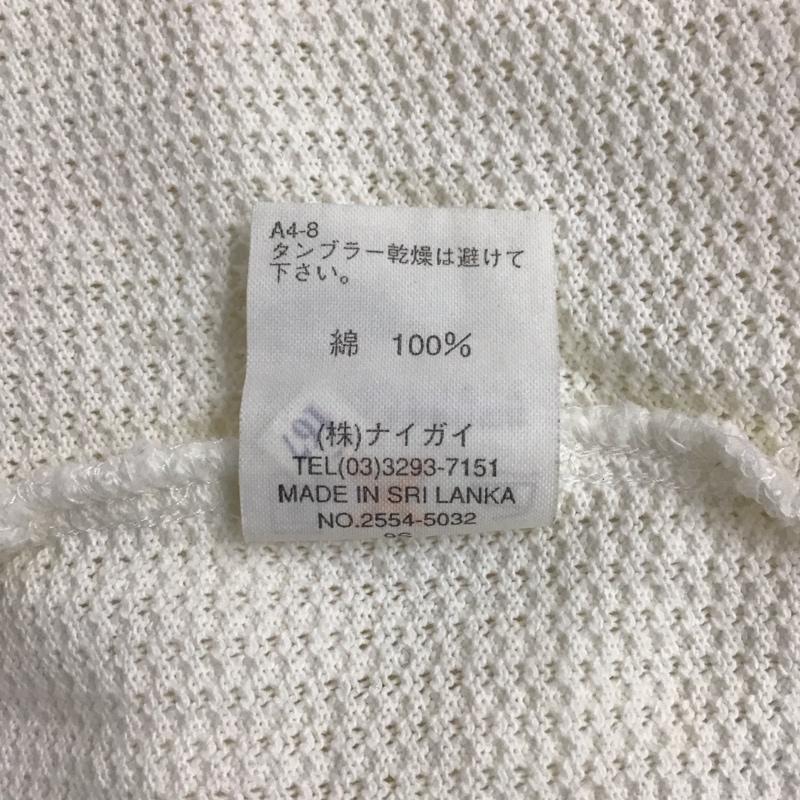 A4-8
タンブラー乾燥は避けて
下さい。
綿 100%
(株)ナイガイ
TEL(03)3293-7151
MADE IN SRI LANKA
NO.2554-5032